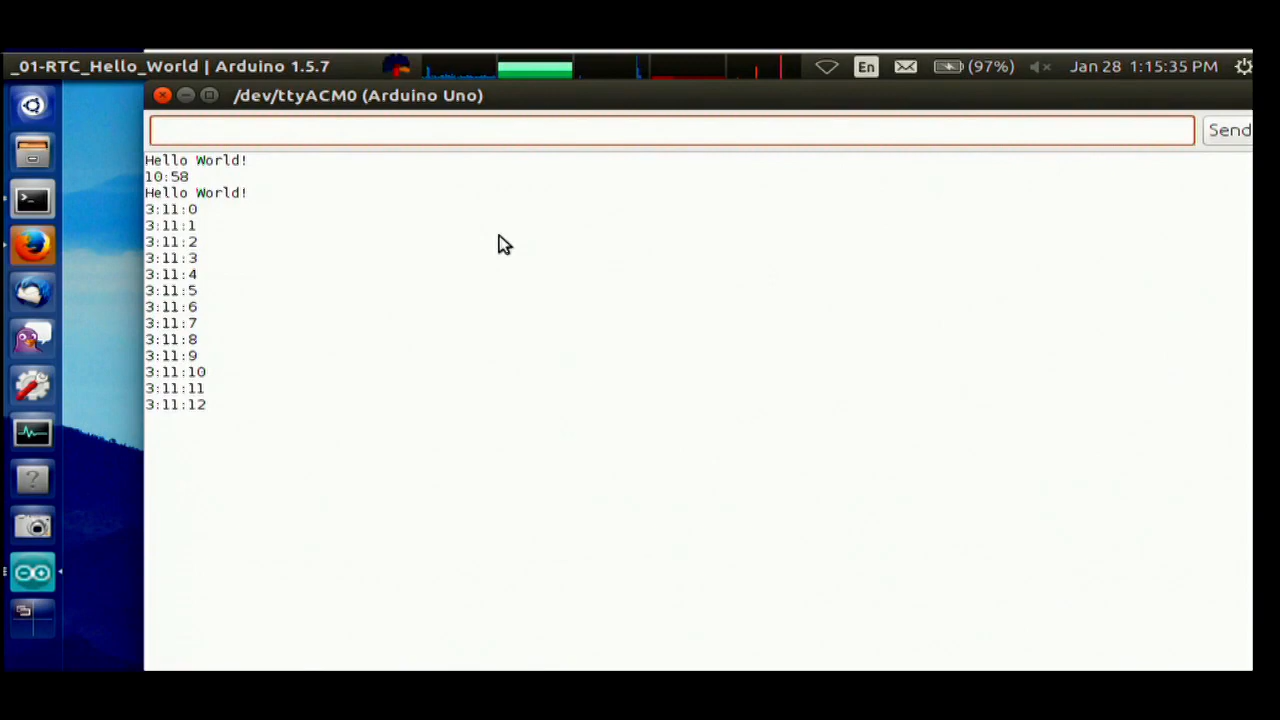 _01-RTC_Hello_World | Arduino 1.5.7
En
(97%)
Jan 28 1:15:35 PM
/dev/ttyACM0 (Arduino Uno)
Send
Hello World!
10:58
Hello World!
3:11:0
3:11:1
3:11:2
3:11:3
3:11:4
3:11:5
3:11:6
3:11:7
3:11:8
3:11:9
3:11:10
3:11:11
3:11:12